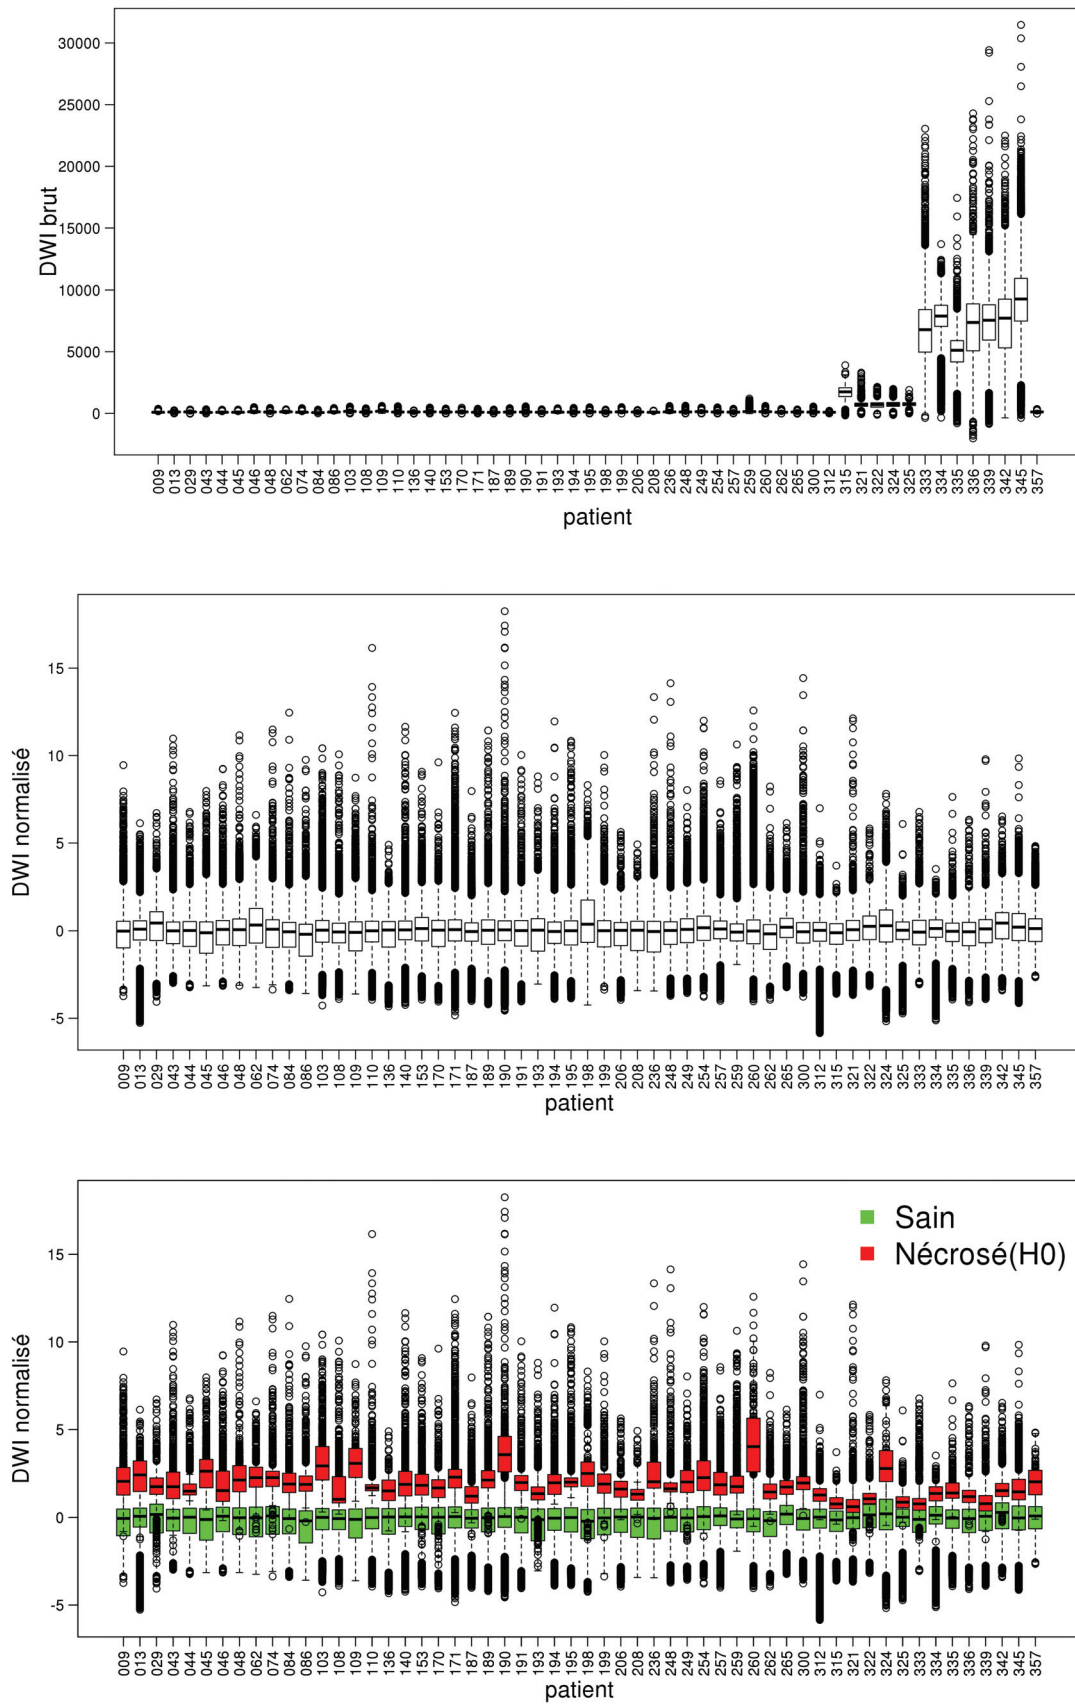 30000
25000
20000
15000
10000
5000
0
DWI brut
009 013 029 043 044 045 046 048 062 074 084 086 103 108 109 110 136 140 153 170 171 187 189 190 191 193 194 195 198 199 206 208 236 248 249 254 257 259 260 262 265 300 312 315 321 322 324 325 333 334 335 336 339 342 345 357
patient
15
10
5
0
-5
DWI normalisé
009 013 029 043 044 045 046 048 062 074 084 086 103 108 109 110 136 140 153 170 171 187 189 190 191 193 194 195 198 199 206 208 236 248 249 254 257 259 260 262 265 300 312 315 321 322 324 325 333 334 335 336 339 342 345 357
patient
Sain
Nécrosé(H0)
15
10
5
0
-5
DWI normalisé
009 013 029 043 044 045 046 048 062 074 084 086 103 108 109 110 136 140 153 170 171 187 189 190 191 193 194 195 198 199 206 208 236 248 249 254 257 259 260 262 265 300 312 315 321 322 324 325 333 334 335 336 339 342 345 357
patient